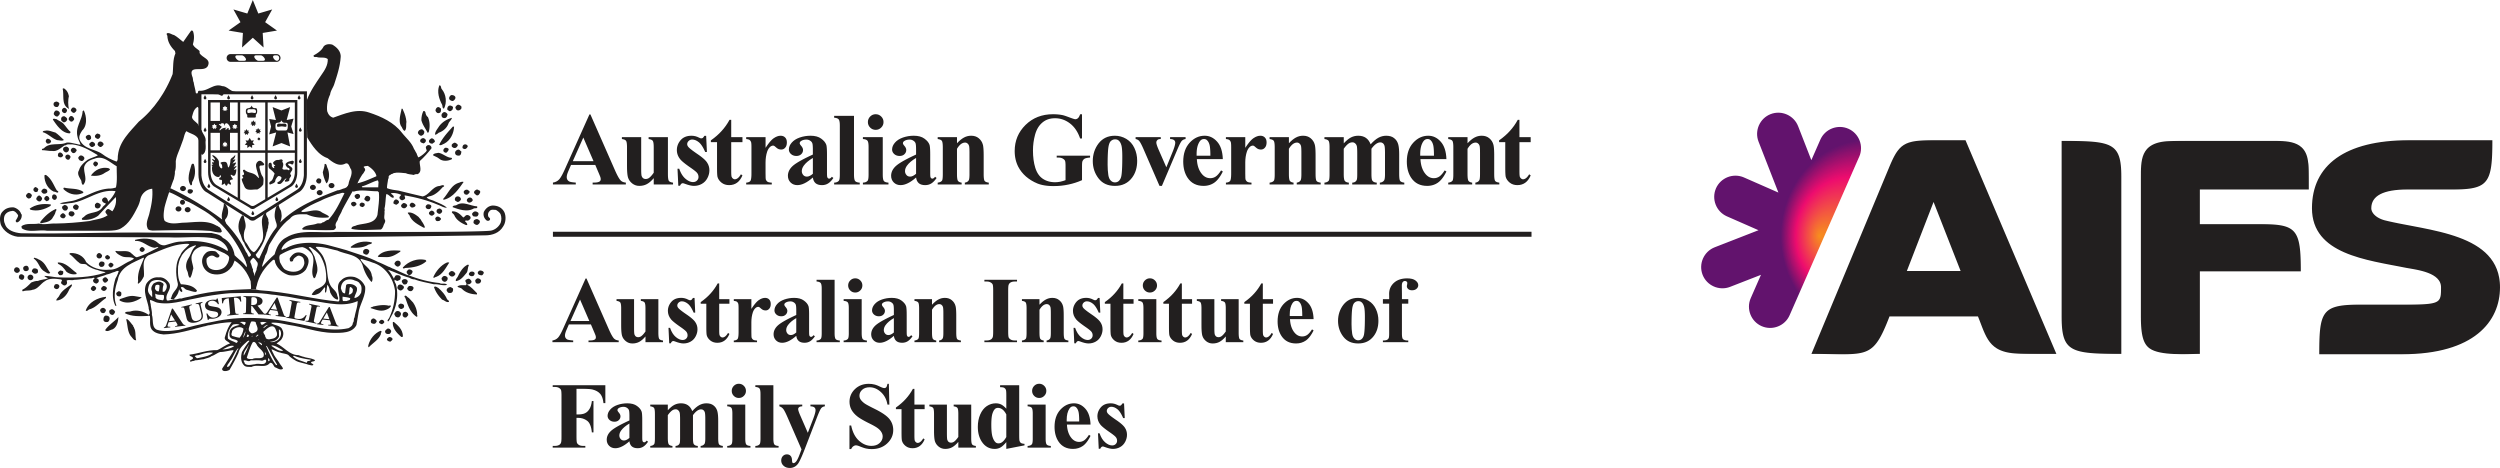 Australian Government
Australian Institute of
Family Studies
AUSTRALIA
AIFS